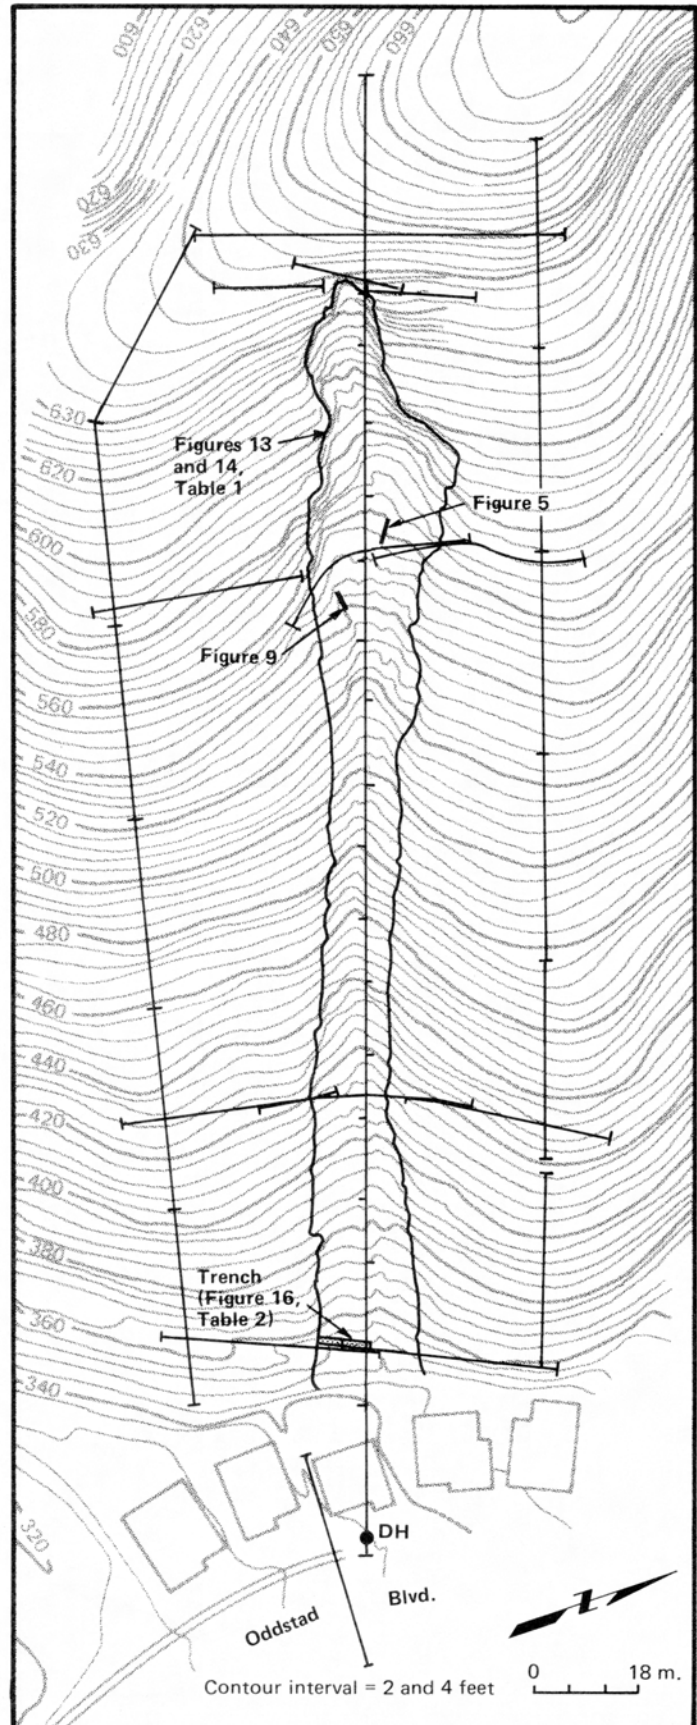 600
620
640
650
660
620
630
630
Figures 13
and 14,
Table 1
620
Figure 5
600
580
Figure 9
560
540
520
500
480
460
440
420
400
380
Trench
(Figure 16,
Table 2)
360
340
320
DH
Oddstad Blvd.
N
Contour interval = 2 and 4 feet
0 18 m.